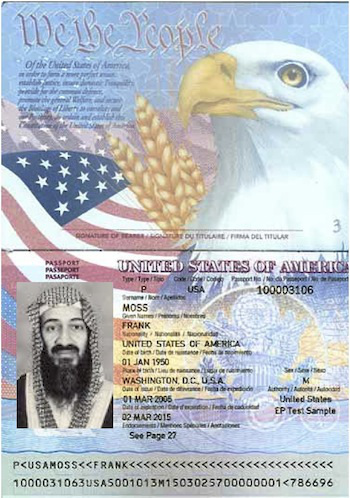 We the People
Of the United States of America,
in order to form a more perfect union,
establish justice, insure domestic Tranquility,
provide for the common defence,
promote the general Welfare, and secure
the Blessings of Liberty to ourselves and
our Posterity, do ordain and establish this
Constitution of the United States of America.
3
SIGNATURE OF BEARER / SIGNATURE DU TITULAIRE / FIRMA DEL TITULAR
PASSPORT
PASSEPORT
PASAPORTE
UNITED STATES OF AMERICA
Type / Type / Tipo Code / Code / Codigo Passport No / No. du Passeport / No. de Pasaporte
P USA 100003106
Surname / Nom / Apellidos
MOSS
Given Names / Prénoms / Nombres
FRANK
Nationality / Nationalité / Nacionalidad
UNITED STATES OF AMERICA
Date of birth / Date de naissance / Fecha de nacimiento
01 JAN 1950
Place of birth / Lieu de naissance / Lugar de nacimiento Sex / Sexe / Sexo
WASHINGTON, D.C., U.S.A. M
Date of issue / Date de délivrance / Fecha de expedición Authority / Autorité / Autoridad
01 MAR 2005 United States
Date of expiration / Date d'expiration / Fecha de caducidad EP Test Sample
02 MAR 2015
Endorsements / Mentions Spéciales / Anotaciones
See Page 27
P<USAMOSS<<FRANK<<<<<<<<<<<<<<<<<<<<<<<<<<<
1000031063USA5001013M1503025700000001<786696